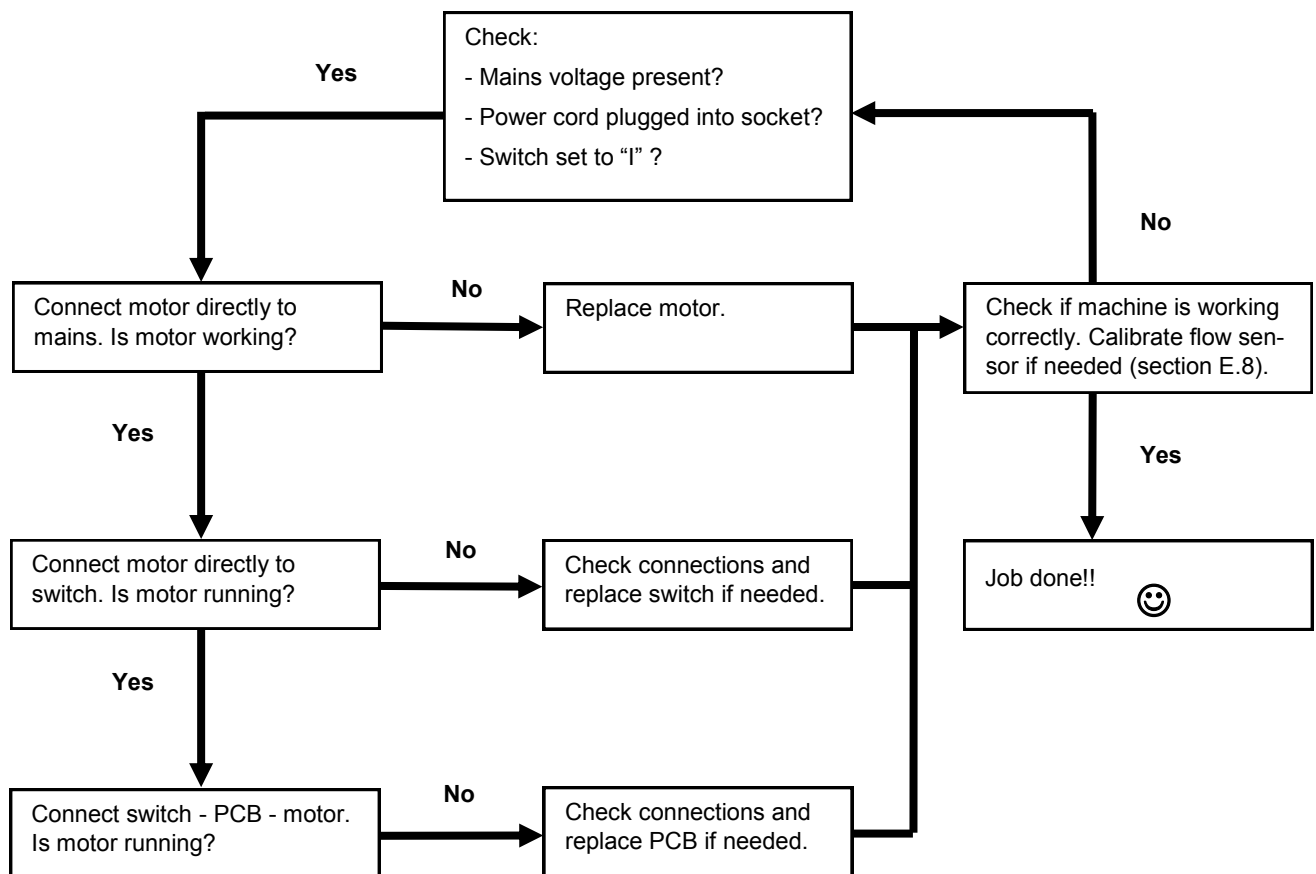 Check:
- Mains voltage present?
- Power cord plugged into socket?
- Switch set to “I” ?
Yes
No
Connect motor directly to
mains. Is motor working?
No
Replace motor.
Check if machine is working
correctly. Calibrate flow sen-
sor if needed (section E.8).
Yes
Yes
Connect motor directly to
switch. Is motor running?
No
Check connections and
replace switch if needed.
Job done!!
Yes
Connect switch - PCB - motor.
Is motor running?
No
Check connections and
replace PCB if needed.